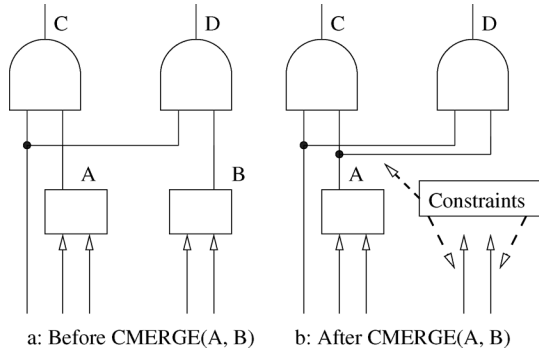 C D C D
A B A
Constraints
a: Before CMERGE(A, B) b: After CMERGE(A, B)